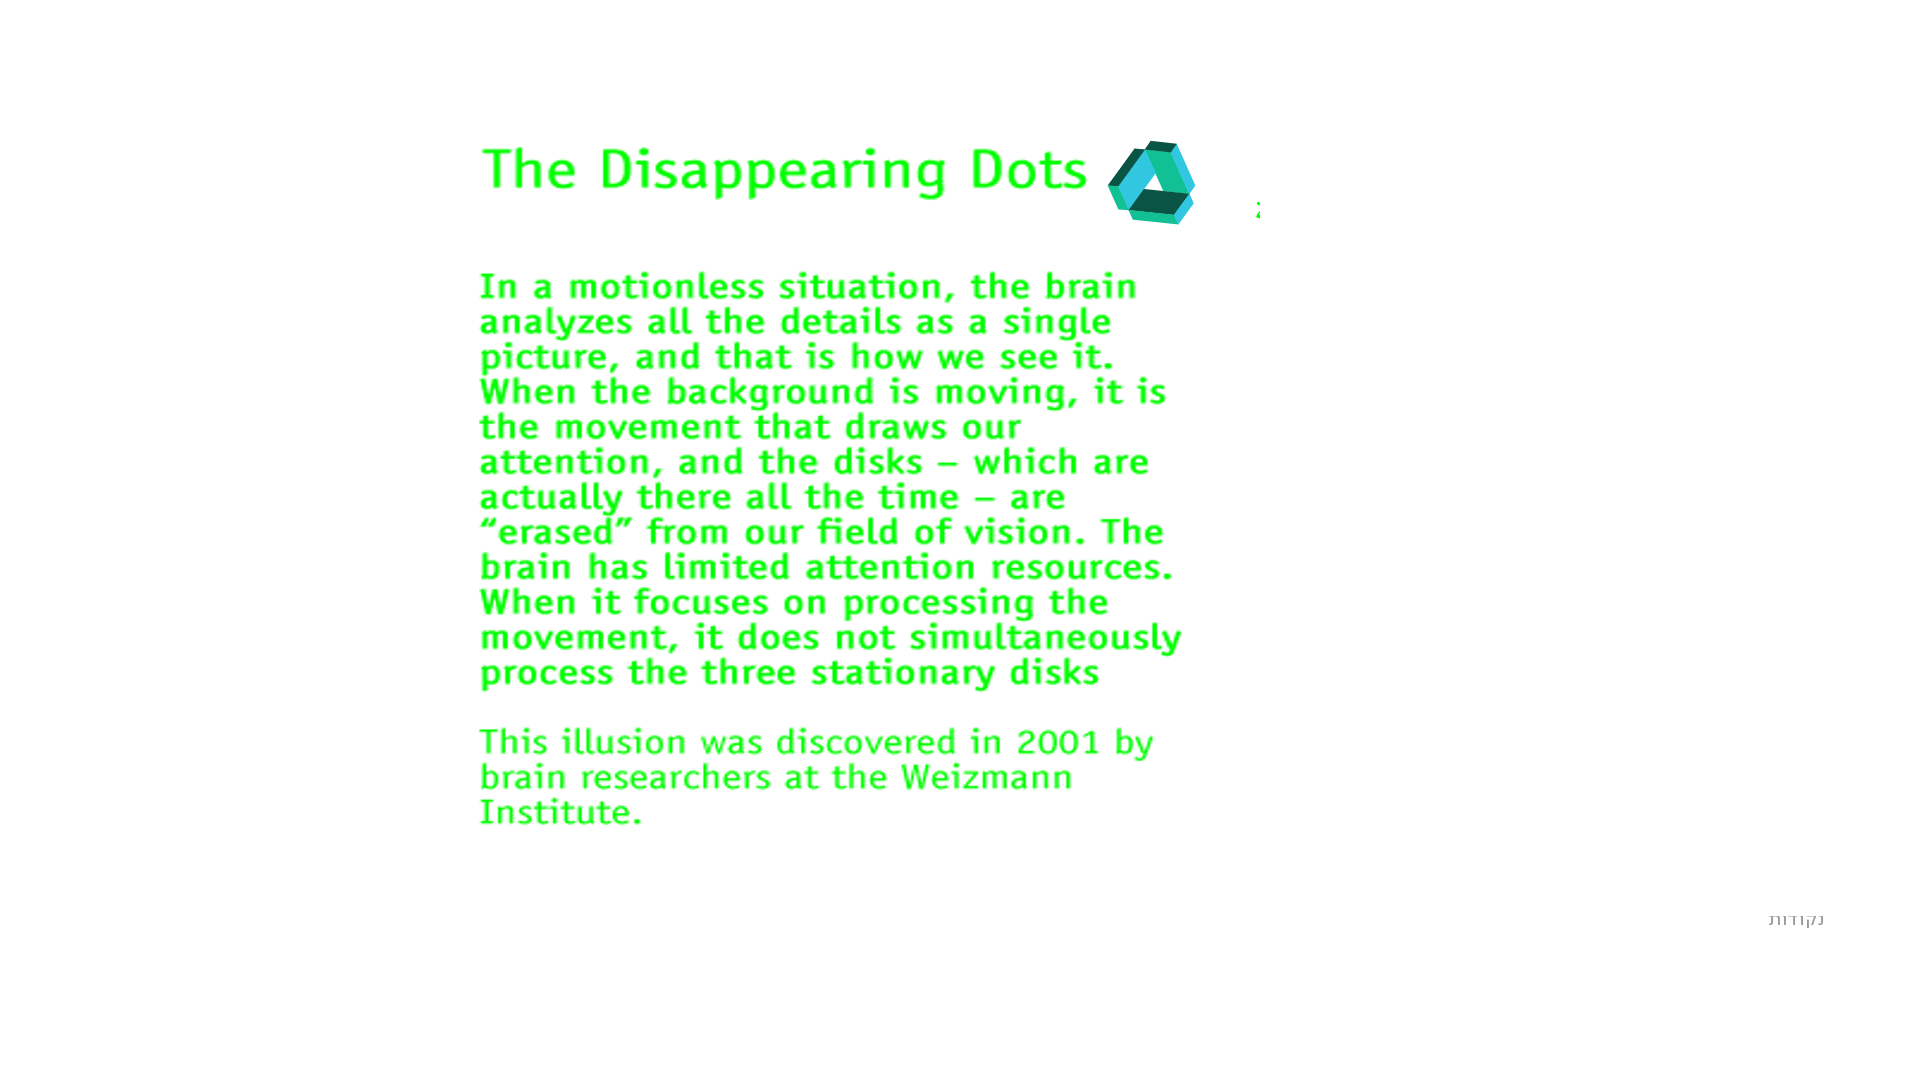 The Disappearing Dots
In a motionless situation, the brain
analyzes all the details as a single
picture, and that is how we see it.
When the background is moving, it is
the movement that draws our
attention, and the disks – which are
actually there all the time – are
“erased” from our field of vision. The
brain has limited attention resources.
When it focuses on processing the
movement, it does not simultaneously
process the three stationary disks
This illusion was discovered in 2001 by
brain researchers at the Weizmann
Institute.
נקודות